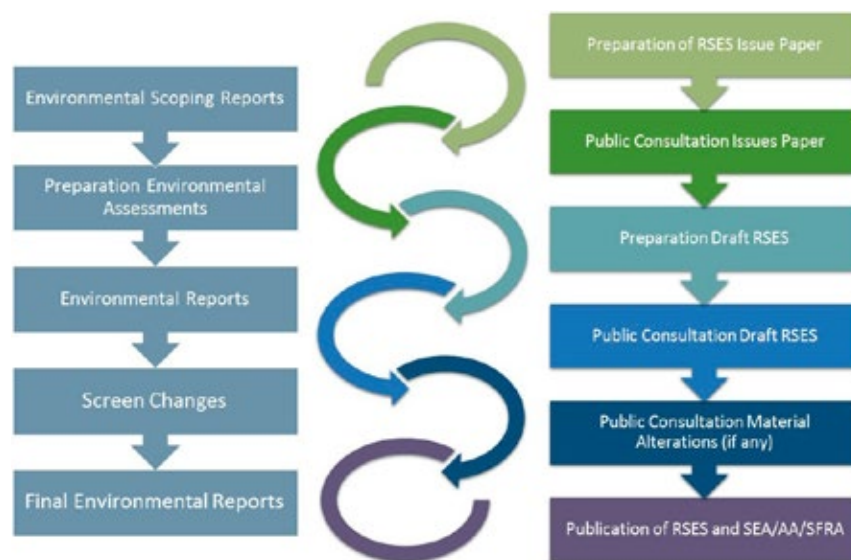 Environmental Scoping Reports
Preparation Environmental
Assessments
Environmental Reports
Screen Changes
Final Environmental Reports
Preparation of RSES Issue Paper
Public Consultation Issues Paper
Preparation Draft RSES
Public Consultation Draft RSES
Public Consultation Material
Alterations (if any)
Publication of RSES and SEA/AA/SFRA